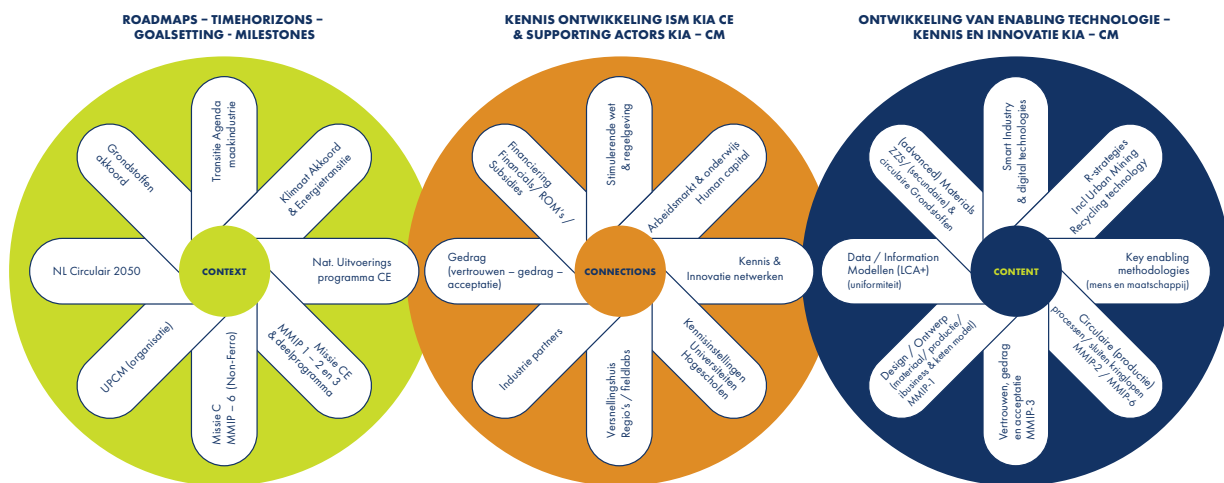 ROADMAPS – TIMEHORIZONS –
GOALSETTING - MILESTONES
Transitie Agenda
maakindustrie
Klimaat Akkoord
& Energietransitie
Nat. Uitvoerings
programma CE
Missie CE
MMIP 1 – 2 en 3
& deelprogramma
Missie C
MMIP – 6 (Non-Ferro)
UPCM (organisatie)
NL Circulair 2050
Grondstoffen
akkoord
CONTEXT
KENNIS ONTWIKKELING ISM KIA CE
& SUPPORTING ACTORS KIA – CM
Stimulerende wet
& regelgeving
Arbeidsmarkt & onderwijs
Human capital
Kennis &
Innovatie netwerken
Kennisinstellingen
Universiteiten
Hogescholen
Versnellingshuis
Regio's / fieldlabs
Industrie partners
Gedrag
(vertrouwen – gedrag –
acceptatie)
Financiering
Financials/ ROM's /
Subsidies
CONNECTIONS
ONTWIKKELING VAN ENABLING TECHNOLOGIE –
KENNIS EN INNOVATIE KIA – CM
Smart Industry
& digital technologies
R-strategies
Incl Urban Mining
Recycling technology
Key enabling
methodologies
(mens en maatschappij)
Circulaire (productie)
processen/ sluiten kringlopen
MMIP-2 / MMIP-6
Vertrouwen, gedrag
en acceptatie
MMIP-3
Design / Ontwerp
(materiaal/ productie/
ibusiness & keten model)
MMIP-1
Data / Information
Modellen (LCA+)
(uniformiteit)
(advanced) Materials
ZZS/ (secundaire) &
circulaire Grondstoffen
CONTENT